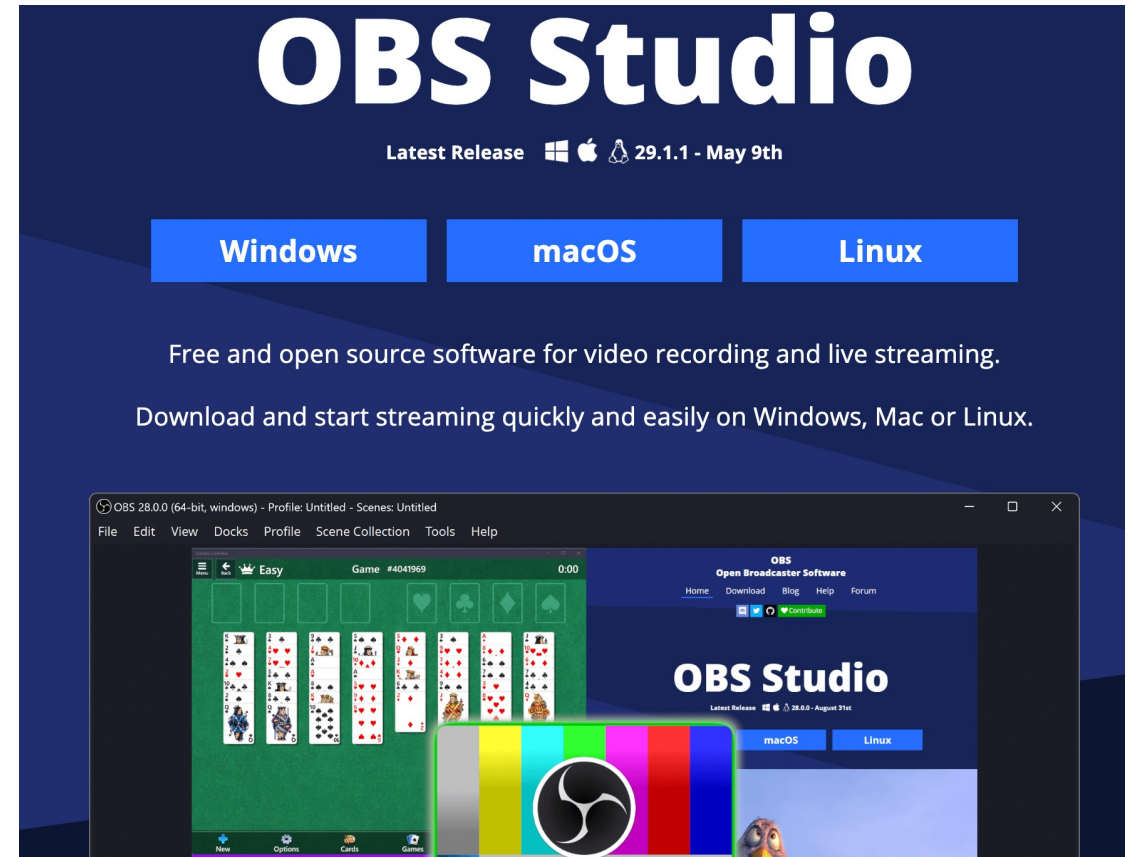 OBS Studio
Latest Release 29.1.1 - May 9th
Windows macOS Linux
Free and open source software for video recording and live streaming.
Download and start streaming quickly and easily on Windows, Mac or Linux.
OBS 28.0.0 (64-bit, windows) - Profile: Untitled - Scenes: Untitled
File Edit View Docks Profile Scene Collection Tools Help
Menu Back Easy Game #4041969 0:00
OBS
Open Broadcaster Software
Home Download Blog Help Forum
Contribute
OBS Studio
Latest Release 28.0.0 - August 31st
macOS Linux
New Options Cards Games